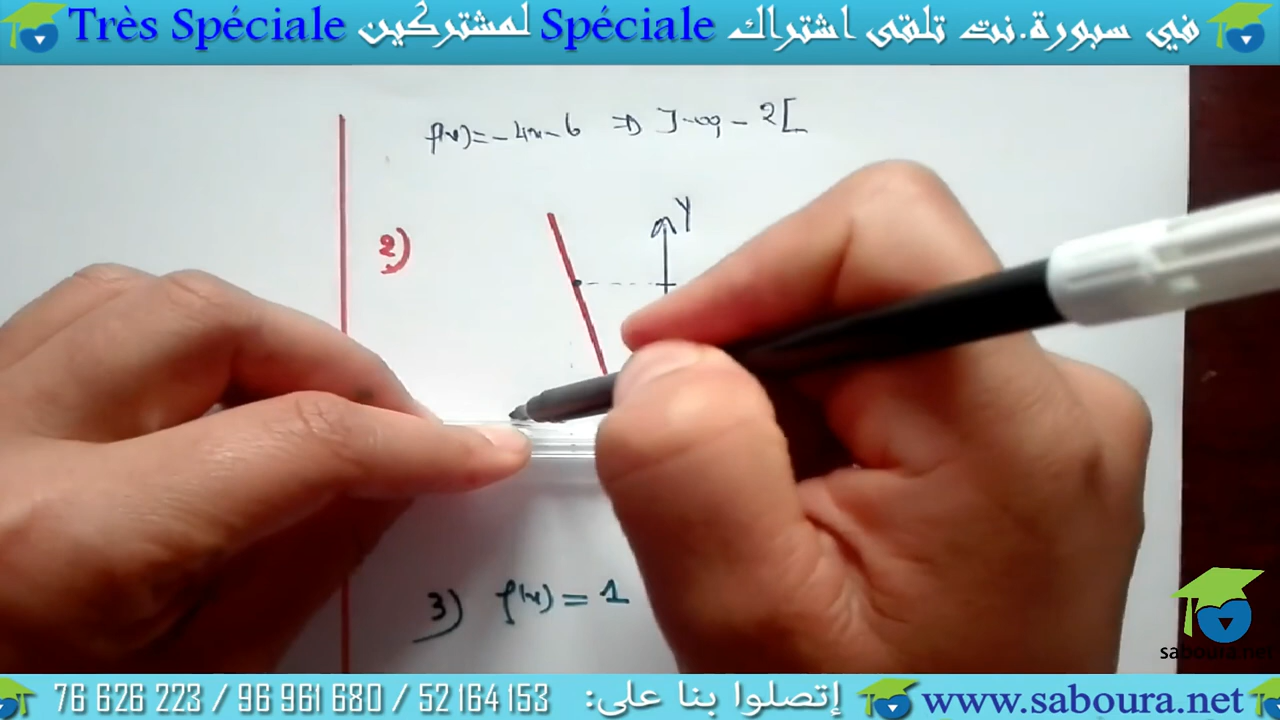 في سبورة.نت تلقى اشتراك Spéciale لمشتركين Très Spéciale
f(x) = -4x-6 ⇒ ]-∞, -2[
Y
2)
3) f(x) = 1
saboura.net
76 626 223 / 96 961 680 / 52 164 153 إتصلوا بنا على: www.saboura.net